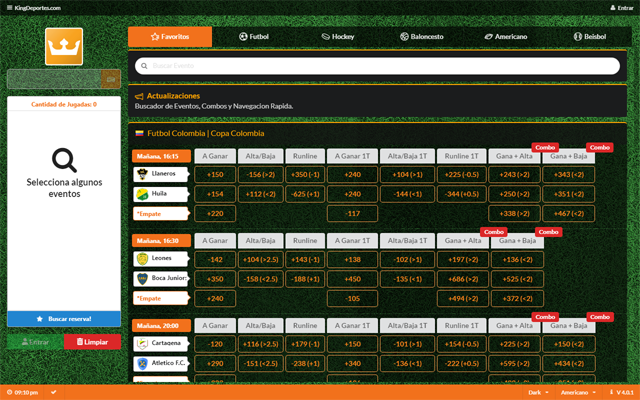 KingDeportes.com
Entrar
Favoritos
Futbol
Hockey
Baloncesto
Americano
Beisbol
Buscar Evento
Cantidad de Jugadas: 0
Selecciona algunos
eventos
Buscar reserva!
Entrar
Limpiar
Actualizaciones
Buscador de Eventos, Combos y Navegacion Rapida.
Futbol Colombia | Copa Colombia
Combo Combo
Mañana, 16:15 A Ganar Alta/Baja Runline A Ganar 1T Alta/Baja 1T Runline 1T Gana + Alta Gana + Baja
Llaneros +150 -156 (>2) +350 (-1) +240 +104 (>1) +225 (-0.5) +243 (>2) +343 (<2)
Huila +154 +112 (<2) -625 (+1) +240 -144 (<1) -344 (+0.5) +250 (>2) +351 (<2)
*Empate +220 -117 +338 (>2) +467 (<2)
Combo Combo
Mañana, 16:30 A Ganar Alta/Baja Runline A Ganar 1T Alta/Baja 1T Gana + Alta Gana + Baja
Leones -142 +104 (>2.5) +143 (-1) +138 -102 (>1) +197 (>2) +136 (<2)
Boca Juniors +350 -158 (<2.5) -188 (+1) +450 -135 (<1) +686 (>2) +525 (<2)
*Empate +240 -105 +494 (>2) +372 (<2)
Combo Combo
Mañana, 20:00 A Ganar Alta/Baja Runline A Ganar 1T Alta/Baja 1T Runline 1T Gana + Alta Gana + Baja
Cartagena -120 +116 (>2.5) +179 (-1) +150 -101 (>1) +154 (-0.5) +225 (>2) +150 (<2)
Atletico F.C. +290 -151 (<2.5) -238 (+1) +340 -136 (<1) -222 (+0.5) +595 (>2) +434 (<2)
09:10 pm
Dark
Americano
V 4.0.1